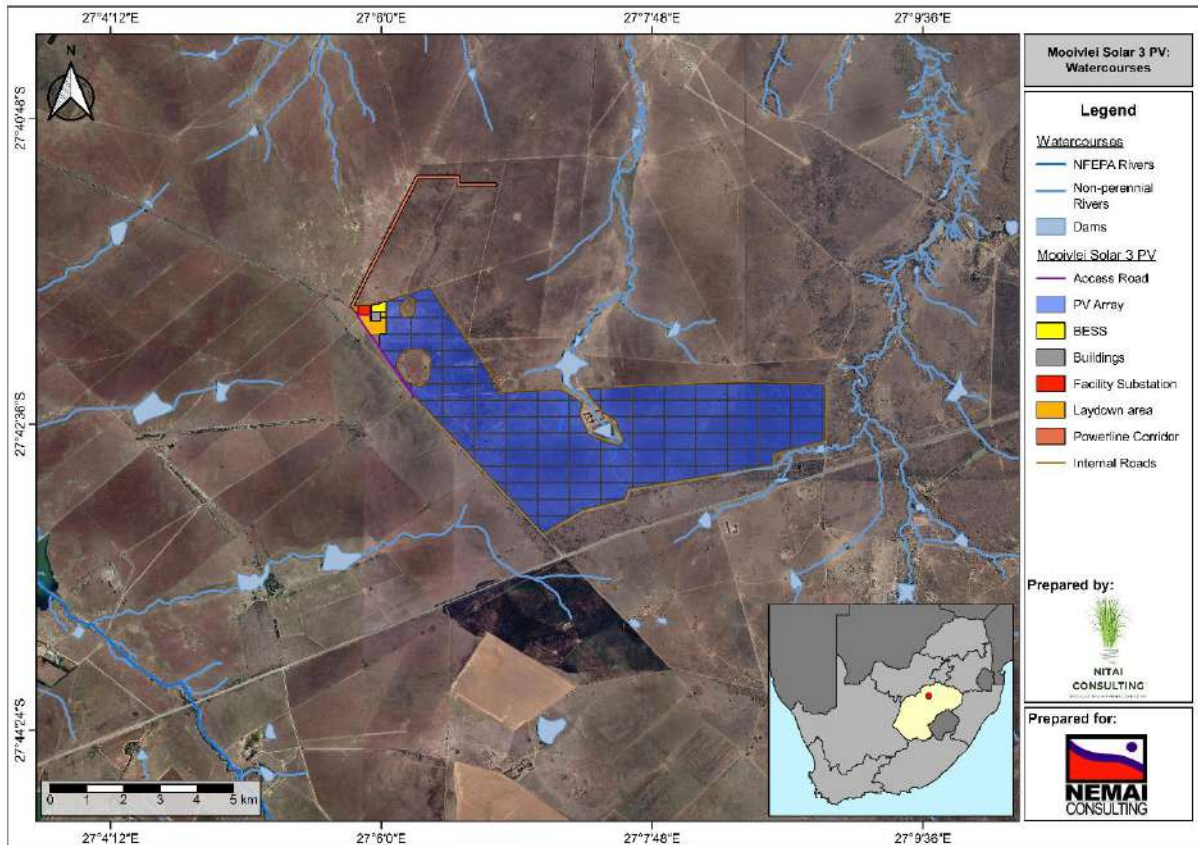 27°4'12"E 27°6'0"E 27°7'48"E 27°9'36"E
N
27°40'48"S
27°42'36"S
27°44'24"S
0 1 2 3 4 5 km
27°4'12"E 27°6'0"E 27°7'48"E 27°9'36"E
Mooivlei Solar 3 PV:
Watercourses
Legend
Watercourses
NFEPA Rivers
Non-perennial
Rivers
Dams
Mooivlei Solar 3 PV
Access Road
PV Array
BESS
Buildings
Facility Substation
Laydown area
Powerline Corridor
Internal Roads
Prepared by:
NITAI
CONSULTING
Prepared for:
NEMAI
CONSULTING